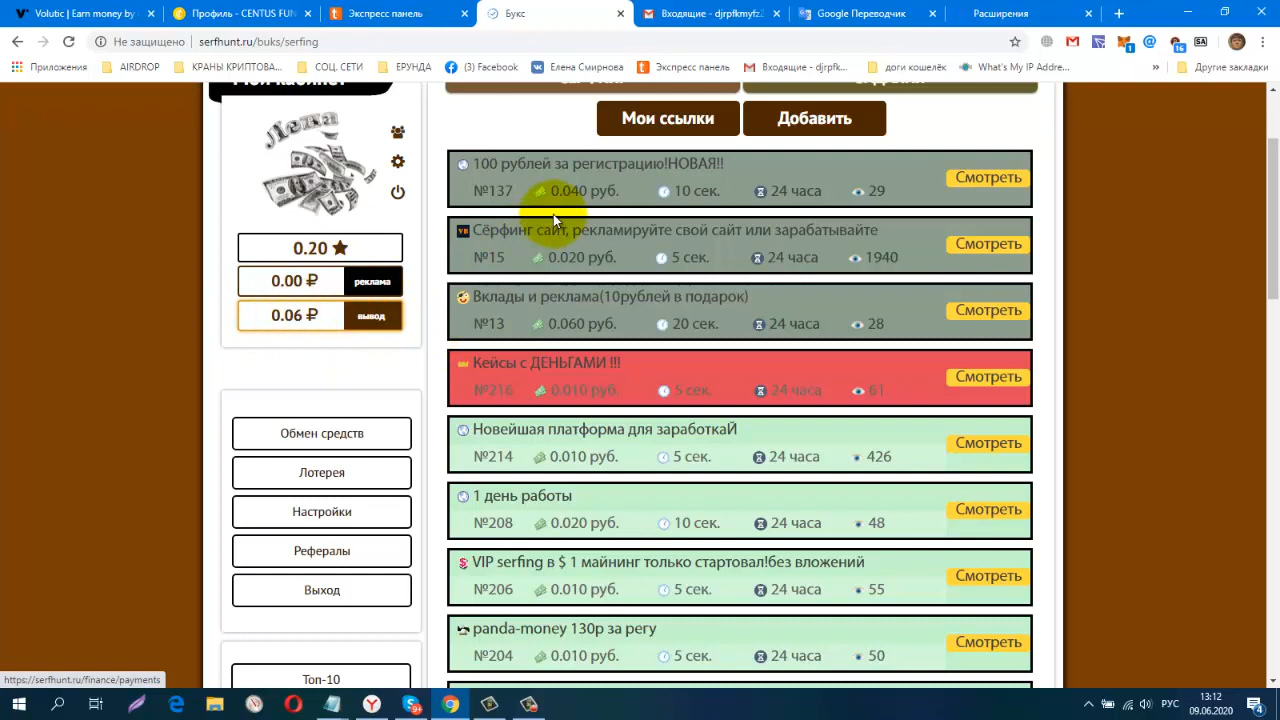 Volutic | Earn money by
Профиль - CENTUS FUN
Экспресс панель
Букс
Входящие - djrpfkmyfz
Google Переводчик
Расширения
Не защищено
serfhunt.ru/buks/serfing
Приложения
AIRDROP
КРАНЫ КРИПТОВА...
СОЦ. СЕТИ
ЕРУНДА
(3) Facebook
Елена Смирнова
Экспресс панель
Входящие - djrpfk...
доги кошелёк
What's My IP Addre...
»
Другие закладки
Лена
Мои ссылки
Добавить
100 рублей за регистрацию!НОВАЯ!!
№137 0.040 руб. 10 сек. 24 часа 29
Смотреть
Сёрфинг сайт, рекламируйте свой сайт или зарабатывайте
№15 0.020 руб. 5 сек. 24 часа 1940
Смотреть
Вклады и реклама(10рублей в подарок)
№13 0.060 руб. 20 сек. 24 часа 28
Смотреть
Кейсы с ДЕНЬГАМИ !!!
№216 0.010 руб. 5 сек. 24 часа 61
Смотреть
Новейшая платформа для заработкаЙ
№214 0.010 руб. 5 сек. 24 часа 426
Смотреть
1 день работы
№208 0.020 руб. 10 сек. 24 часа 48
Смотреть
VIP serfing в $ 1 майнинг только стартовал!без вложений
№206 0.010 руб. 5 сек. 24 часа 55
Смотреть
panda-money 130р за регу
№204 0.010 руб. 5 сек. 24 часа 50
Смотреть
0.20
0.00 ₽ реклама
0.06 ₽ вывод
Обмен средств
Лотерея
Настройки
Рефералы
Выход
Топ-10
https://serfhunt.ru/finance/payments
РУС
13:12
09.06.2020